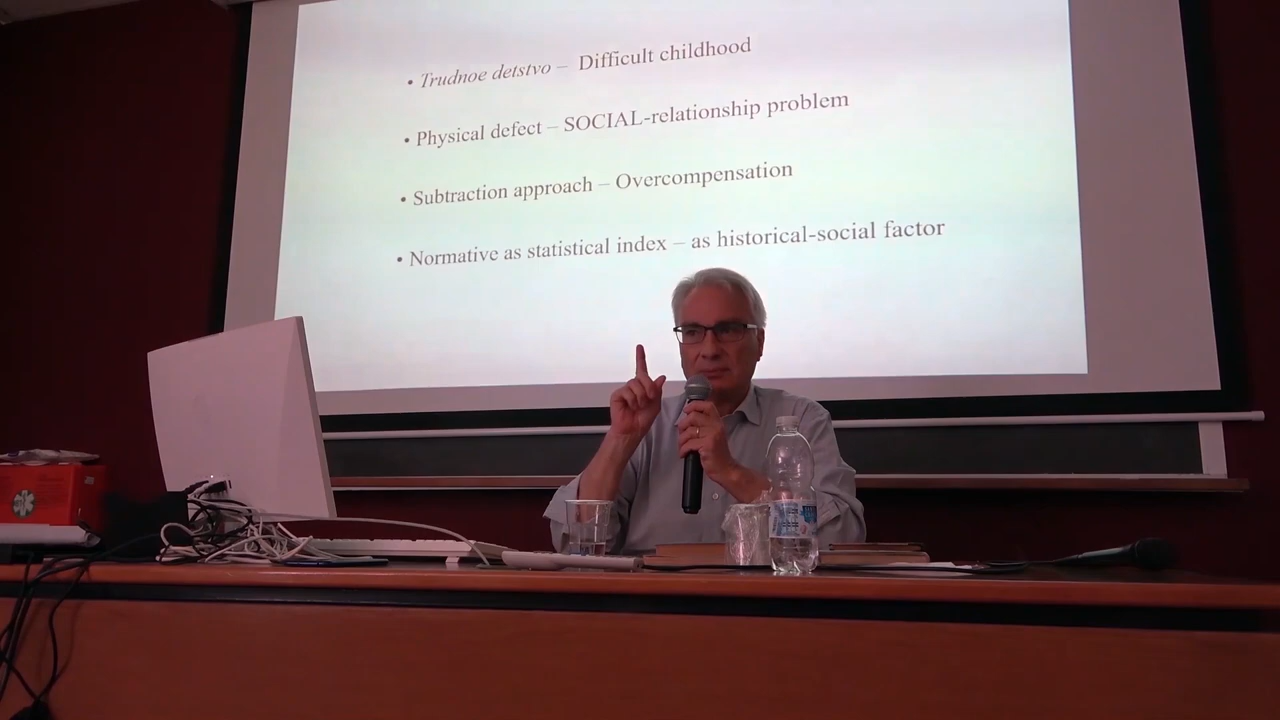 • Trudnoe detstvo – Difficult childhood
• Physical defect – SOCIAL-relationship problem
• Subtraction approach – Overcompensation
• Normative as statistical index – as historical-social factor